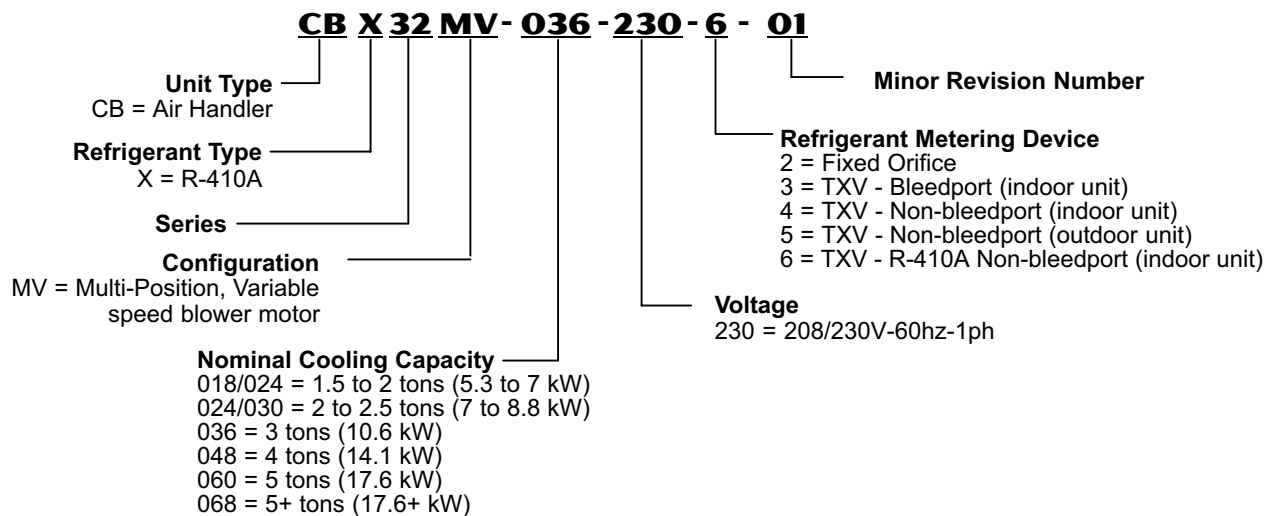 CB X 32 MV - 036 - 230 - 6 - 01
Unit Type
CB = Air Handler
Refrigerant Type
X = R-410A
Series
Configuration
MV = Multi-Position, Variable
speed blower motor
Nominal Cooling Capacity
018/024 = 1.5 to 2 tons (5.3 to 7 kW)
024/030 = 2 to 2.5 tons (7 to 8.8 kW)
036 = 3 tons (10.6 kW)
048 = 4 tons (14.1 kW)
060 = 5 tons (17.6 kW)
068 = 5+ tons (17.6+ kW)
Minor Revision Number
Refrigerant Metering Device
2 = Fixed Orifice
3 = TXV - Bleedport (indoor unit)
4 = TXV - Non-bleedport (indoor unit)
5 = TXV - Non-bleedport (outdoor unit)
6 = TXV - R-410A Non-bleedport (indoor unit)
Voltage
230 = 208/230V-60hz-1ph